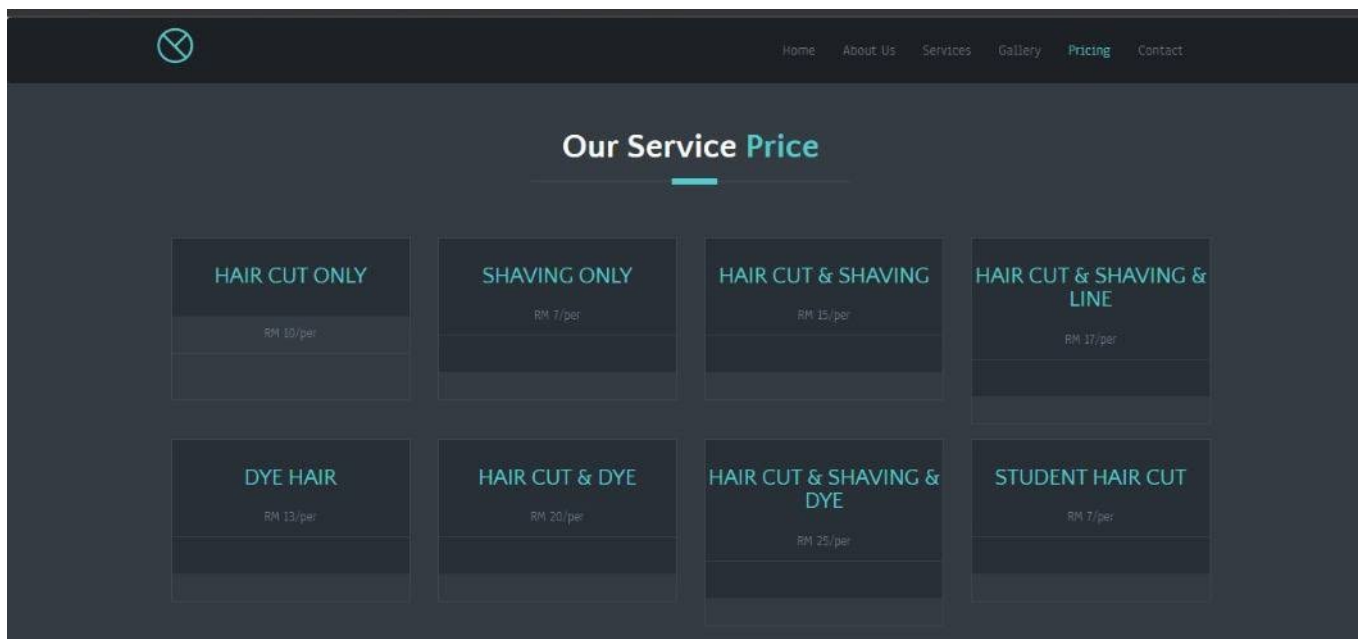 Home About Us Services Gallery Pricing Contact
Our Service Price
HAIR CUT ONLY
RM 10/per
SHAVING ONLY
RM 7/per
HAIR CUT & SHAVING
RM 15/per
HAIR CUT & SHAVING &
LINE
RM 17/per
DYE HAIR
RM 13/per
HAIR CUT & DYE
RM 20/per
HAIR CUT & SHAVING &
DYE
RM 25/per
STUDENT HAIR CUT
RM 7/per